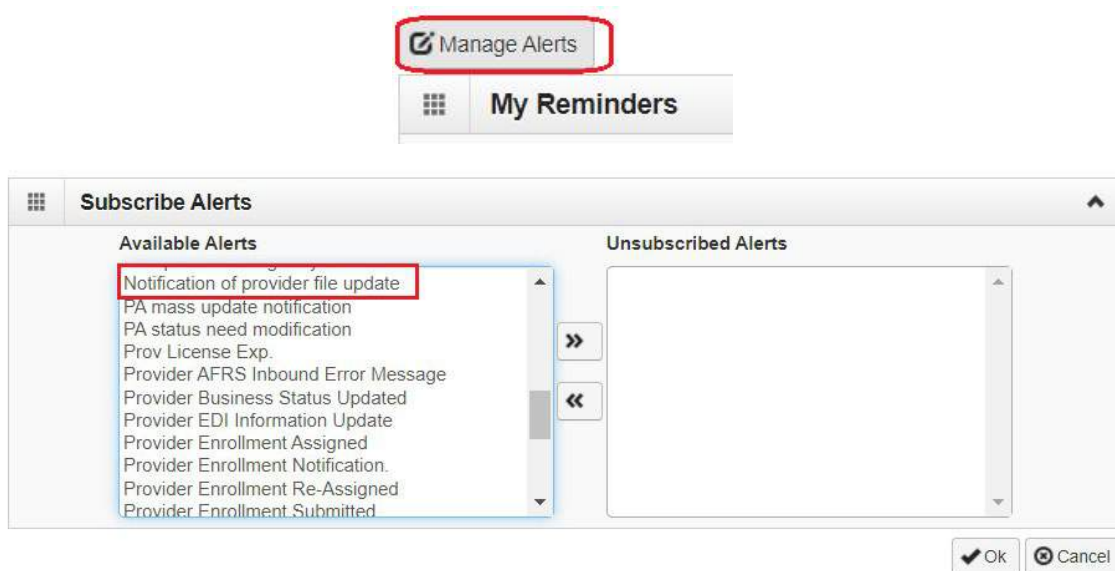 Manage Alerts
My Reminders
Subscribe Alerts
Available Alerts
Unsubscribed Alerts
Notification of provider file update
PA mass update notification
PA status need modification
Prov License Exp.
Provider AFRS Inbound Error Message
Provider Business Status Updated
Provider EDI Information Update
Provider Enrollment Assigned
Provider Enrollment Notification.
Provider Enrollment Re-Assigned
Provider Enrollment Submitted
Ok
Cancel